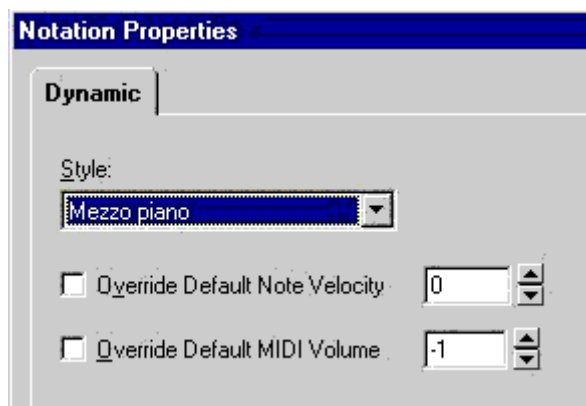 Notation Properties
Dynamic
Style:
Mezzo piano
Override Default Note Velocity 0
Override Default MIDI Volume -1